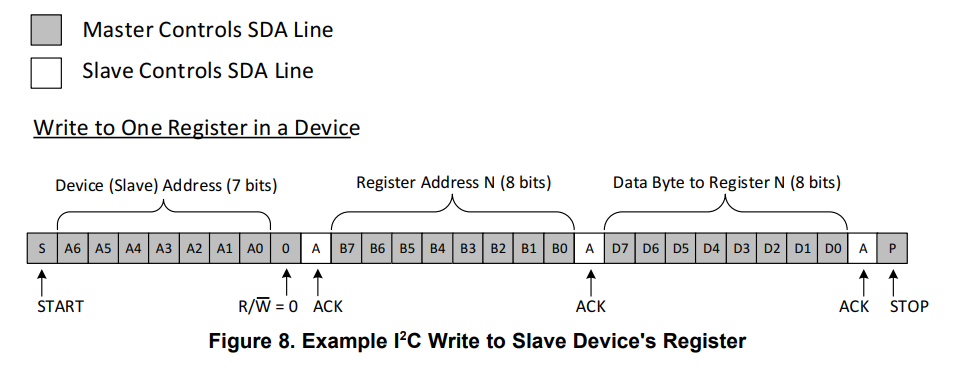 Master Controls SDA Line
Slave Controls SDA Line
Write to One Register in a Device
Device (Slave) Address (7 bits) Register Address N (8 bits) Data Byte to Register N (8 bits)
S A6 A5 A4 A3 A2 A1 A0 0 A B7 B6 B5 B4 B3 B2 B1 B0 A D7 D6 D5 D4 D3 D2 D1 D0 A P
START R/W̅ = 0 ACK ACK ACK STOP
Figure 8. Example I²C Write to Slave Device's Register